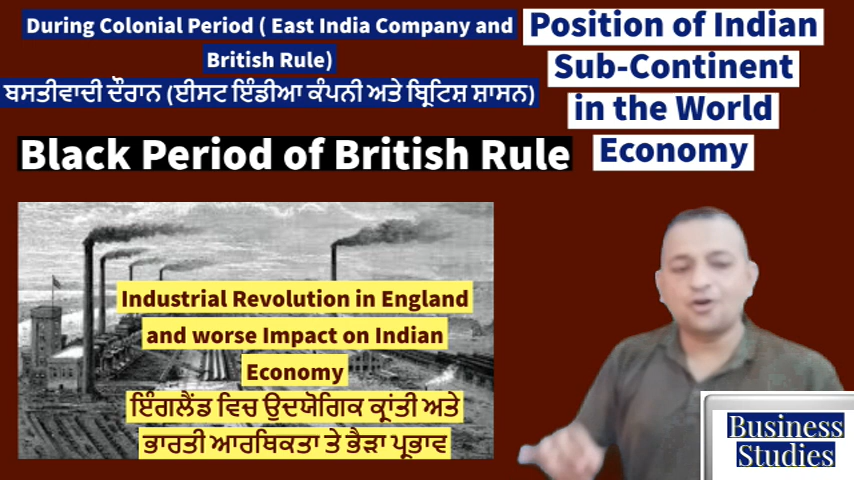 During Colonial Period ( East India Company and
British Rule)
ਬਸਤੀਵਾਦੀ ਦੌਰਾਨ (ਈਸਟ ਇੰਡੀਆ ਕੰਪਨੀ ਅਤੇ ਬ੍ਰਿਟਿਸ਼ ਸ਼ਾਸਨ)
Position of Indian
Sub-Continent
in the World
Economy
Black Period of British Rule
Industrial Revolution in England
and worse Impact on Indian
Economy
ਇੰਗਲੈਂਡ ਵਿਚ ਉਦਯੋਗਿਕ ਕ੍ਰਾਂਤੀ ਅਤੇ
ਭਾਰਤੀ ਆਰਥਿਕਤਾ ਤੇ ਭੈੜਾ ਪ੍ਰਭਾਵ
Business
Studies